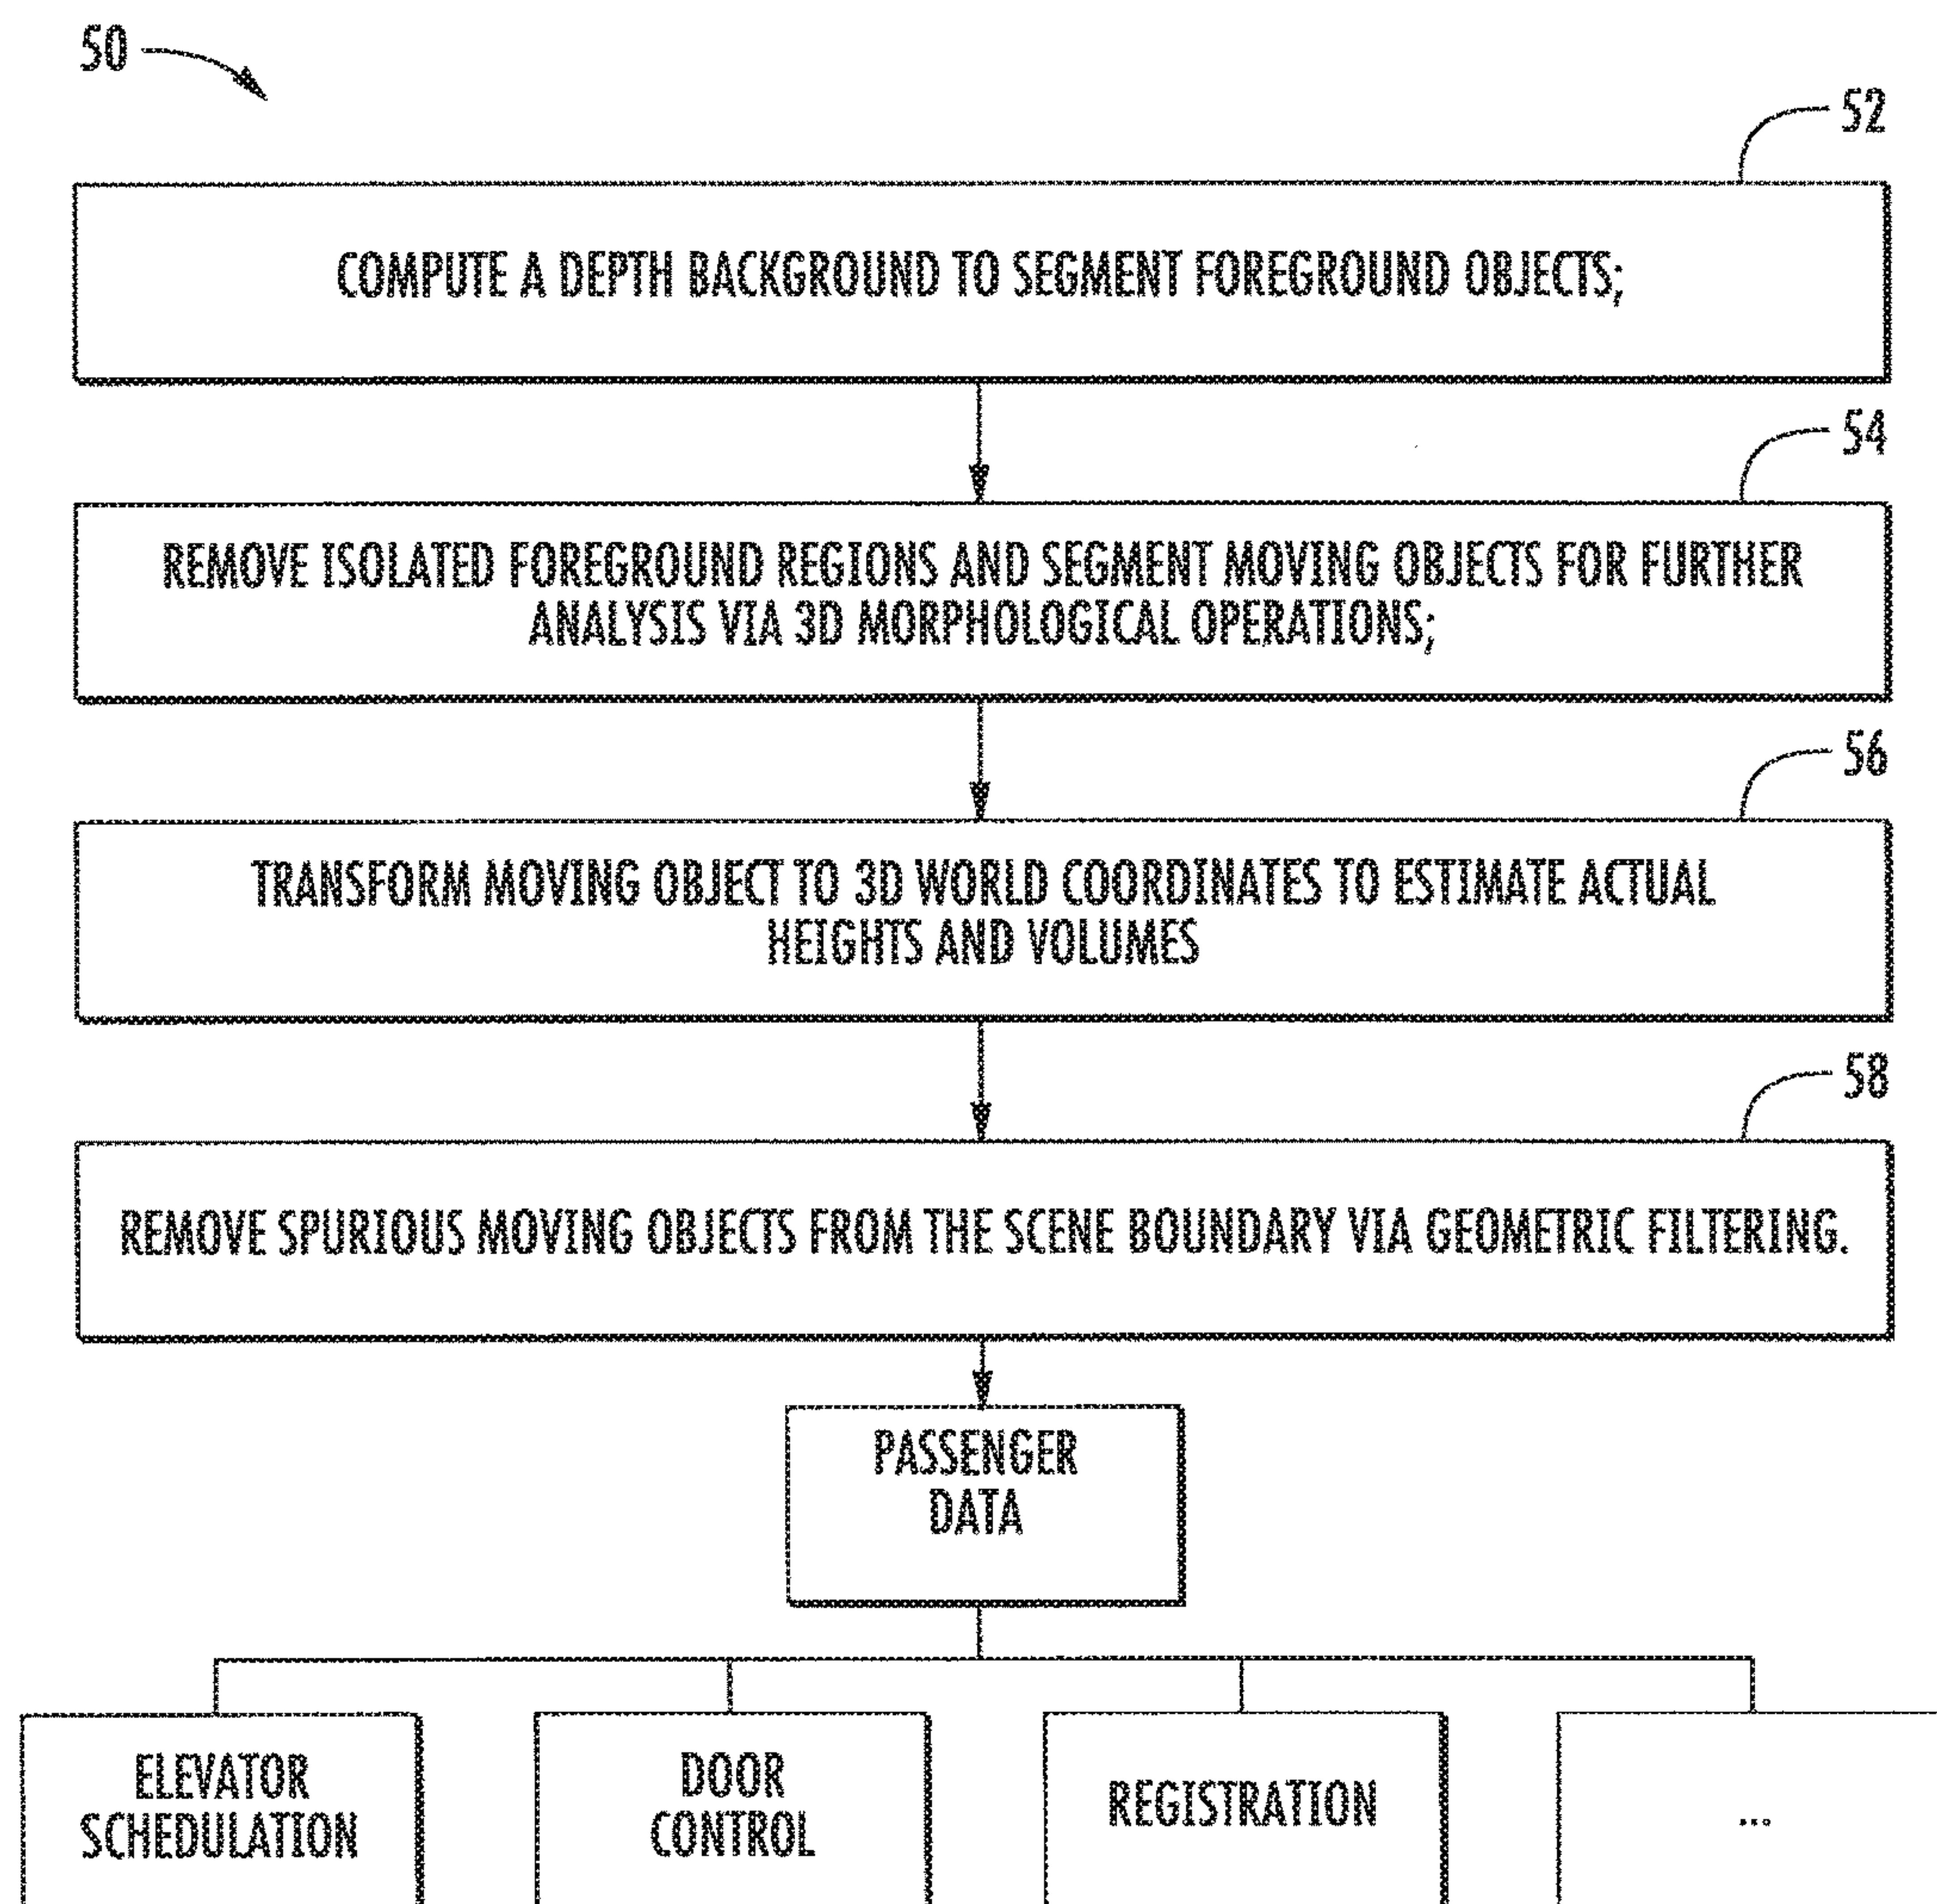 50
52
COMPUTE A DEPTH BACKGROUND TO SEGMENT FOREGROUND OBJECTS;
54
REMOVE ISOLATED FOREGROUND REGIONS AND SEGMENT MOVING OBJECTS FOR FURTHER
ANALYSIS VIA 3D MORPHOLOGICAL OPERATIONS;
56
TRANSFORM MOVING OBJECT TO 3D WORLD COORDINATES TO ESTIMATE ACTUAL
HEIGHTS AND VOLUMES
58
REMOVE SPURIOUS MOVING OBJECTS FROM THE SCENE BOUNDARY VIA GEOMETRIC FILTERING.
PASSENGER
DATA
ELEVATOR
SCHEDULATION
DOOR
CONTROL
REGISTRATION
...